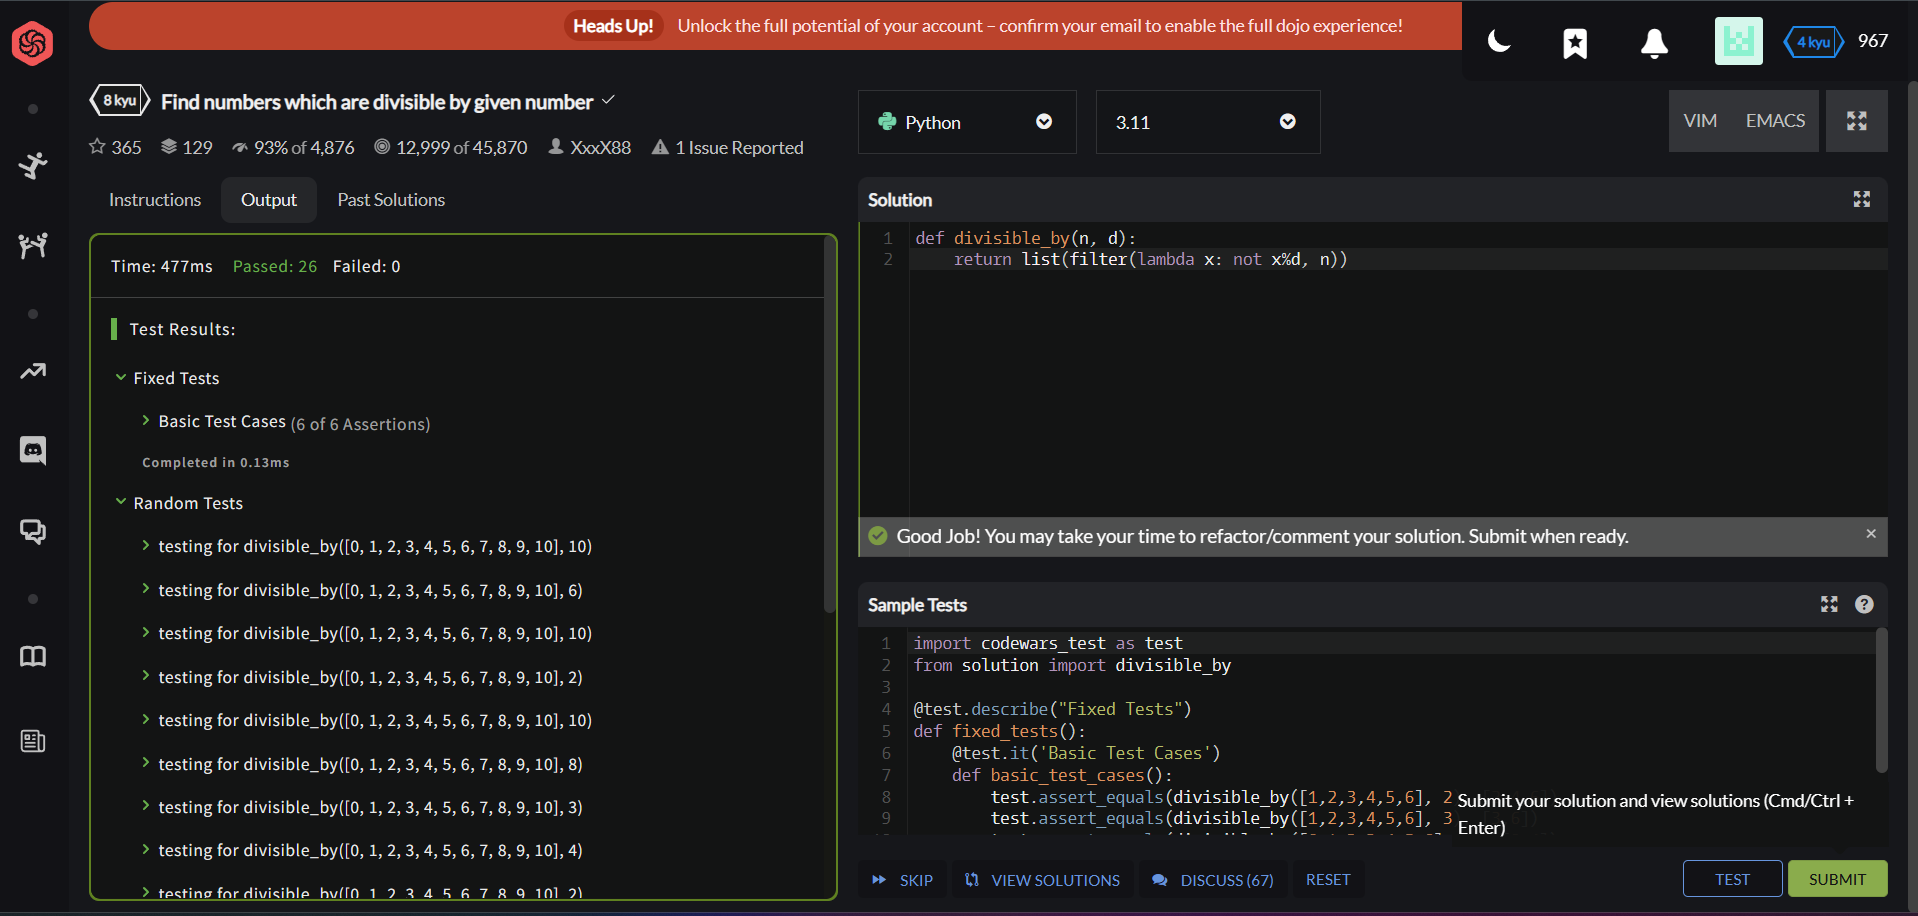 Heads Up! Unlock the full potential of your account – confirm your email to enable the full dojo experience!
4 kyu 967
8 kyu Find numbers which are divisible by given number
365 129 93% of 4,876 12,999 of 45,870 XxxX88 1 Issue Reported
Instructions Output Past Solutions
Time: 477ms Passed: 26 Failed: 0
Test Results:
Fixed Tests
Basic Test Cases (6 of 6 Assertions)
Completed in 0.13ms
Random Tests
testing for divisible_by([0, 1, 2, 3, 4, 5, 6, 7, 8, 9, 10], 10)
testing for divisible_by([0, 1, 2, 3, 4, 5, 6, 7, 8, 9, 10], 6)
testing for divisible_by([0, 1, 2, 3, 4, 5, 6, 7, 8, 9, 10], 10)
testing for divisible_by([0, 1, 2, 3, 4, 5, 6, 7, 8, 9, 10], 2)
testing for divisible_by([0, 1, 2, 3, 4, 5, 6, 7, 8, 9, 10], 10)
testing for divisible_by([0, 1, 2, 3, 4, 5, 6, 7, 8, 9, 10], 8)
testing for divisible_by([0, 1, 2, 3, 4, 5, 6, 7, 8, 9, 10], 3)
testing for divisible_by([0, 1, 2, 3, 4, 5, 6, 7, 8, 9, 10], 4)
testing for divisible_by([0, 1, 2, 3, 4, 5, 6, 7, 8, 9, 10], 2)
Python 3.11 VIM EMACS
Solution
1 def divisible_by(n, d):
2 return list(filter(lambda x: not x%d, n))
Good Job! You may take your time to refactor/comment your solution. Submit when ready.
Sample Tests
1 import codewars_test as test
2 from solution import divisible_by
3
4 @test.describe("Fixed Tests")
5 def fixed_tests():
6 @test.it('Basic Test Cases')
7 def basic_test_cases():
8 test.assert_equals(divisible_by([1,2,3,4,5,6], 2
9 test.assert_equals(divisible_by([1,2,3,4,5,6], 3
Submit your solution and view solutions (Cmd/Ctrl +
Enter)
SKIP VIEW SOLUTIONS DISCUSS (67) RESET TEST SUBMIT